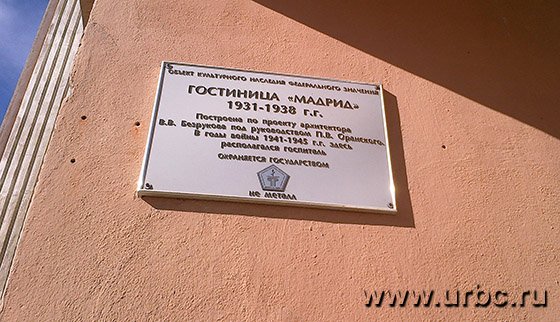 ОБЪЕКТ КУЛЬТУРНОГО НАСЛЕДИЯ ФЕДЕРАЛЬНОГО ЗНАЧЕНИЯ
ГОСТИНИЦА «МАДРИД»
1931-1938 г.г.
Построена по проекту архитектора
В.В. Безрукова под руководством П.В. Оранского.
В годы войны 1941-1945 г.г. здесь
располагался госпиталь
ОХРАНЯЕТСЯ ГОСУДАРСТВОМ
не металл
www.urbc.ru